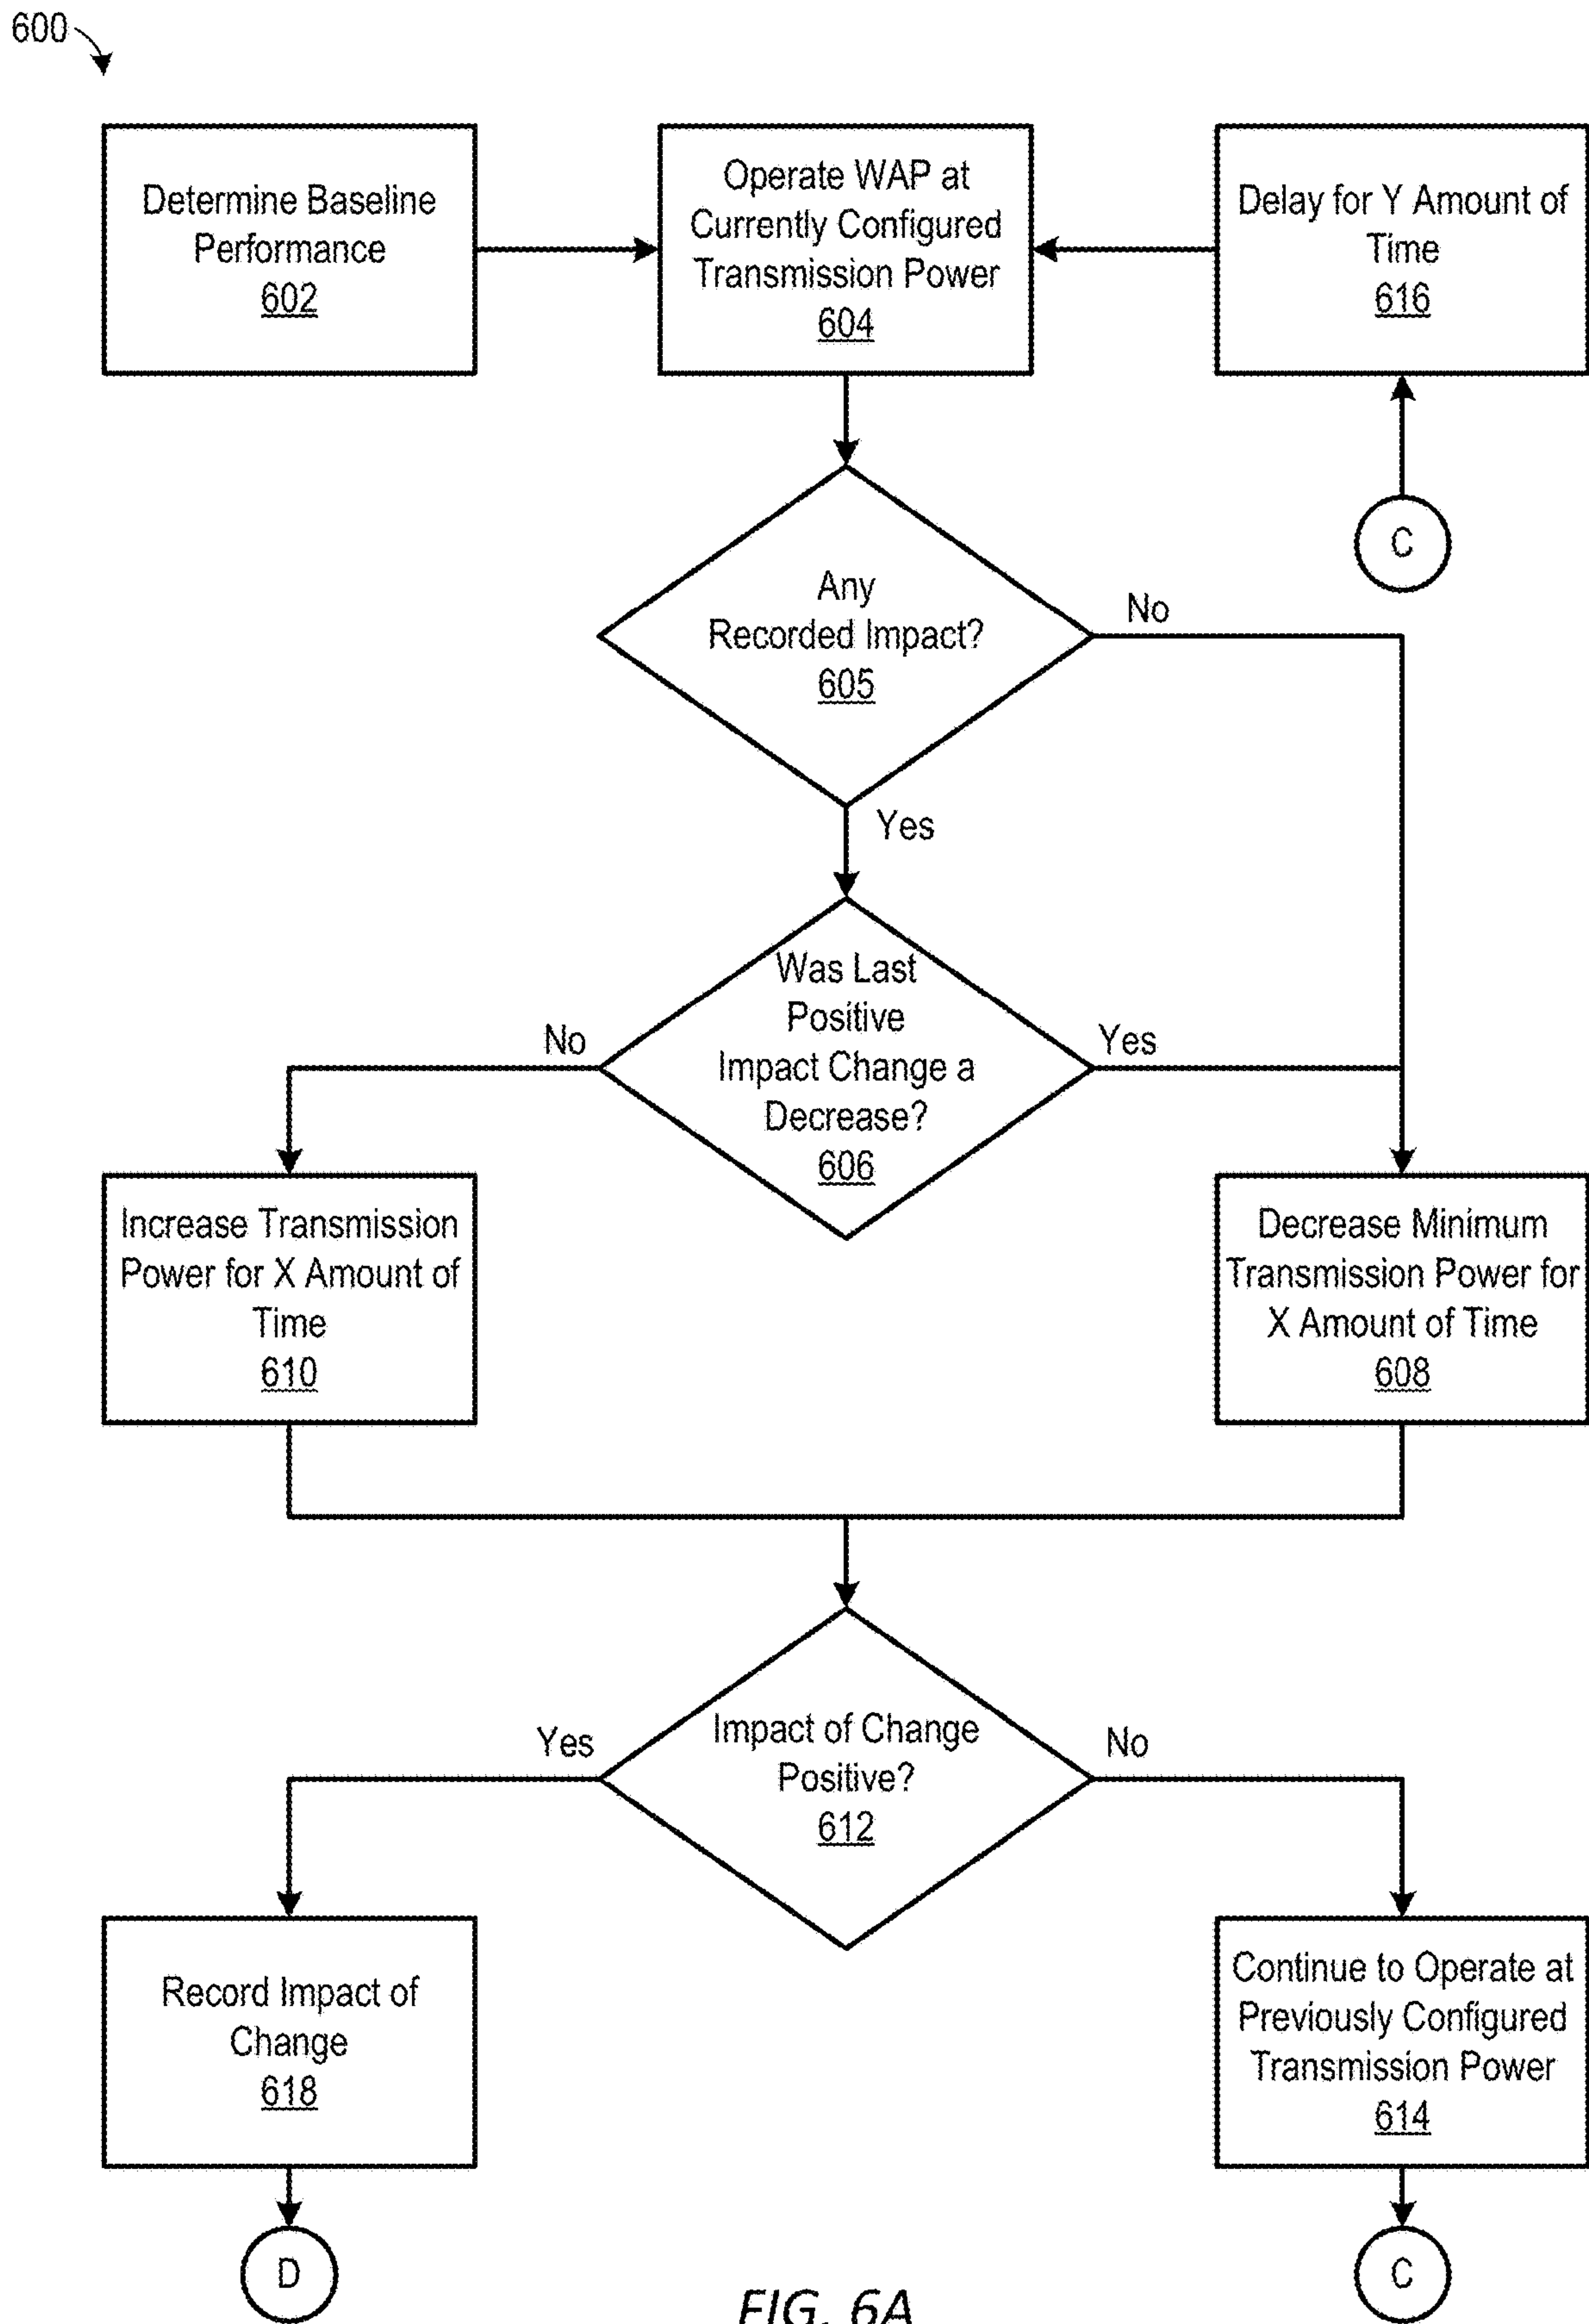 600
Determine Baseline
Performance
602
Operate WAP at
Currently Configured
Transmission Power
604
Delay for Y Amount of
Time
616
C
Any
Recorded Impact?
605
No
Yes
Was Last
Positive
Impact Change a
Decrease?
606
No
Yes
Increase Transmission
Power for X Amount of
Time
610
Decrease Minimum
Transmission Power for
X Amount of Time
608
Impact of Change
Positive?
612
Yes
No
Record Impact of
Change
618
Continue to Operate at
Previously Configured
Transmission Power
614
D
C
FIG. 6A